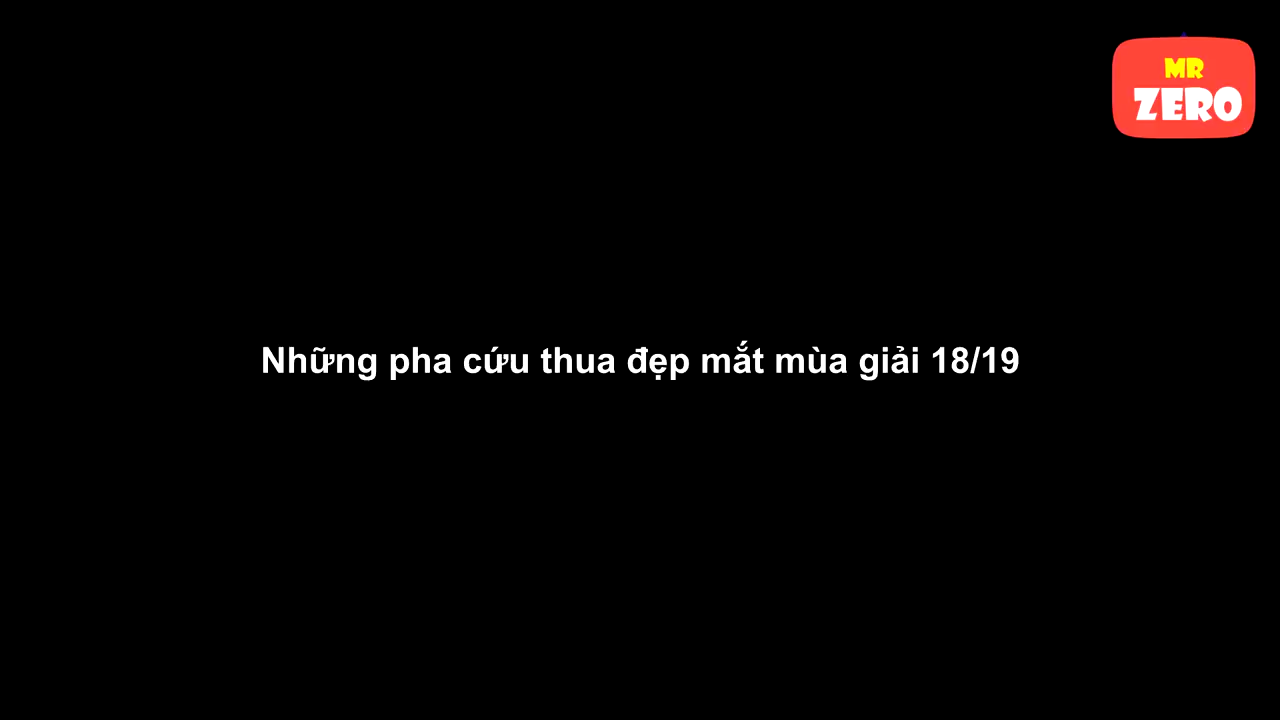 MR
ZERO
Những pha cứu thua đẹp mắt mùa giải 18/19